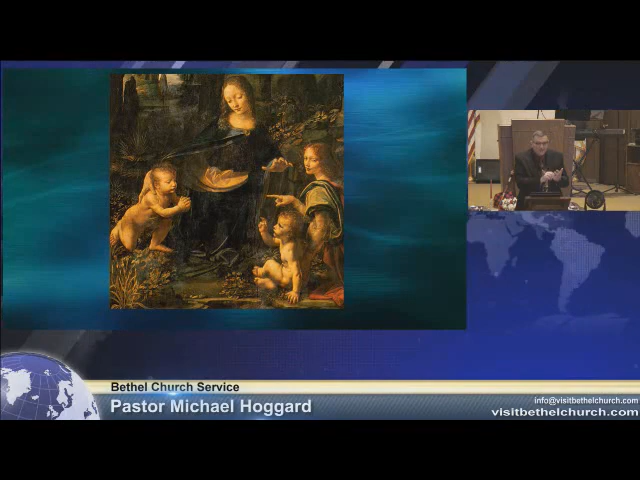 Bethel Church Service
Pastor Michael Hoggard
info@visitbethelchurch.com
visitbethelchurch.com